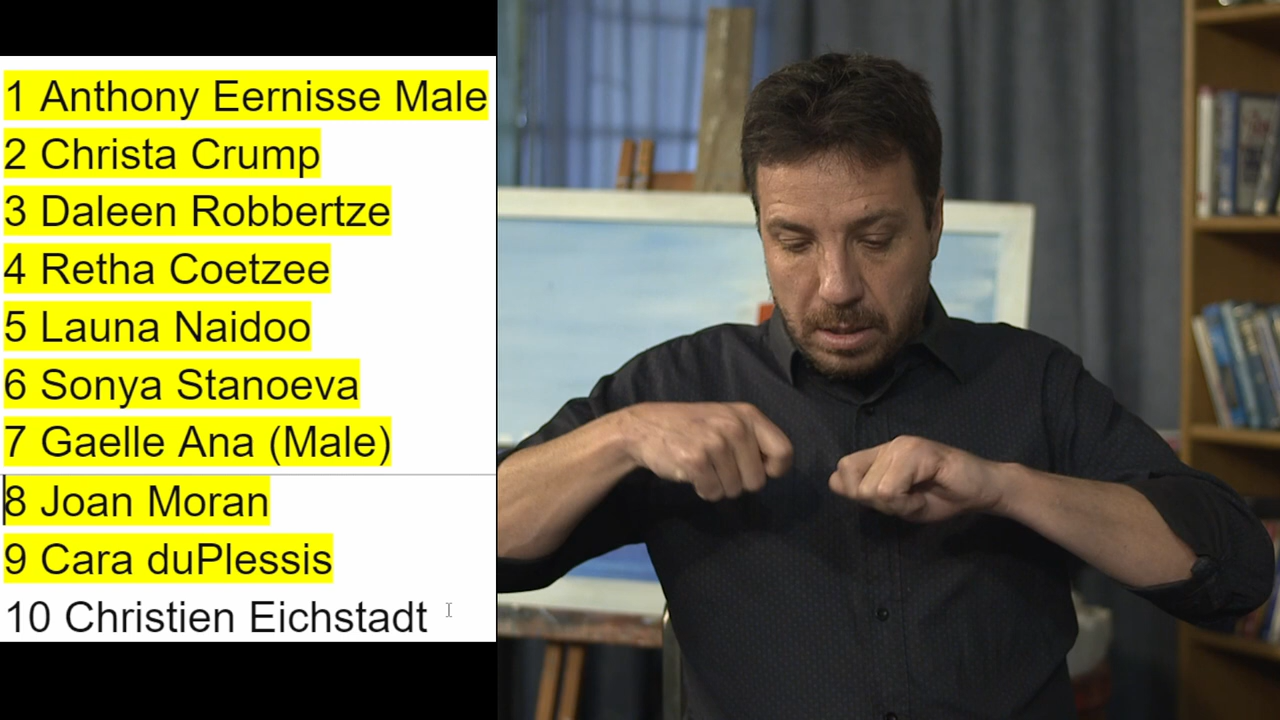 1 Anthony Eernisse Male
2 Christa Crump
3 Daleen Robbertze
4 Retha Coetzee
5 Launa Naidoo
6 Sonya Stanoeva
7 Gaelle Ana (Male)
8 Joan Moran
9 Cara duPlessis
10 Christien Eichstadt